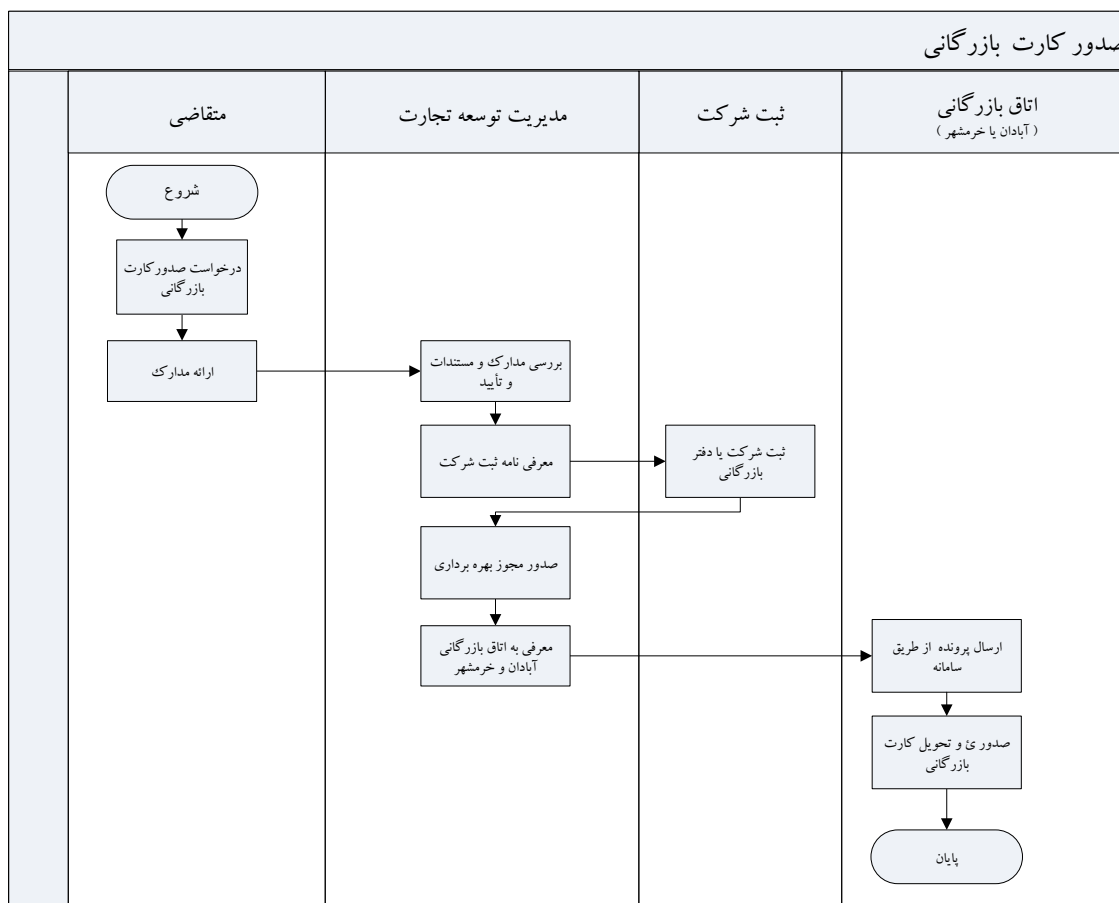 صدور کارت بازرگانی
متقاضی
مدیریت توسعه تجارت
ثبت شرکت
اتاق بازرگانی
( آبادان یا خرمشهر )
شروع
درخواست صدور کارت
بازرگانی
ارائه مدارک
بررسی مدارک و مستندات
و تأیید
معرفی نامه ثبت شرکت
ثبت شرکت یا دفتر
بازرگانی
صدور مجوز بهره برداری
معرفی به اتاق بازرگانی
آبادان و خرمشهر
ارسال پرونده از طریق
سامانه
صدور ئ و تحویل کارت
بازرگانی
پایان